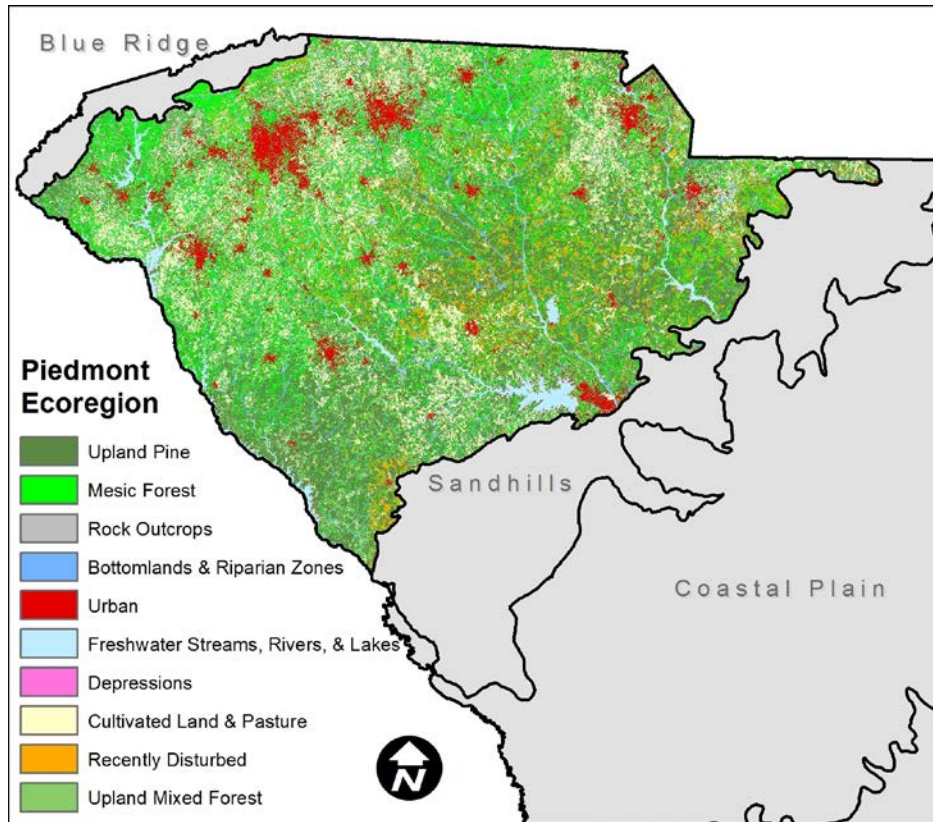 Blue Ridge
Piedmont
Ecoregion
Upland Pine
Mesic Forest
Rock Outcrops
Bottomlands & Riparian Zones
Urban
Freshwater Streams, Rivers, & Lakes
Depressions
Cultivated Land & Pasture
Recently Disturbed
Upland Mixed Forest
Sandhills
Coastal Plain
N